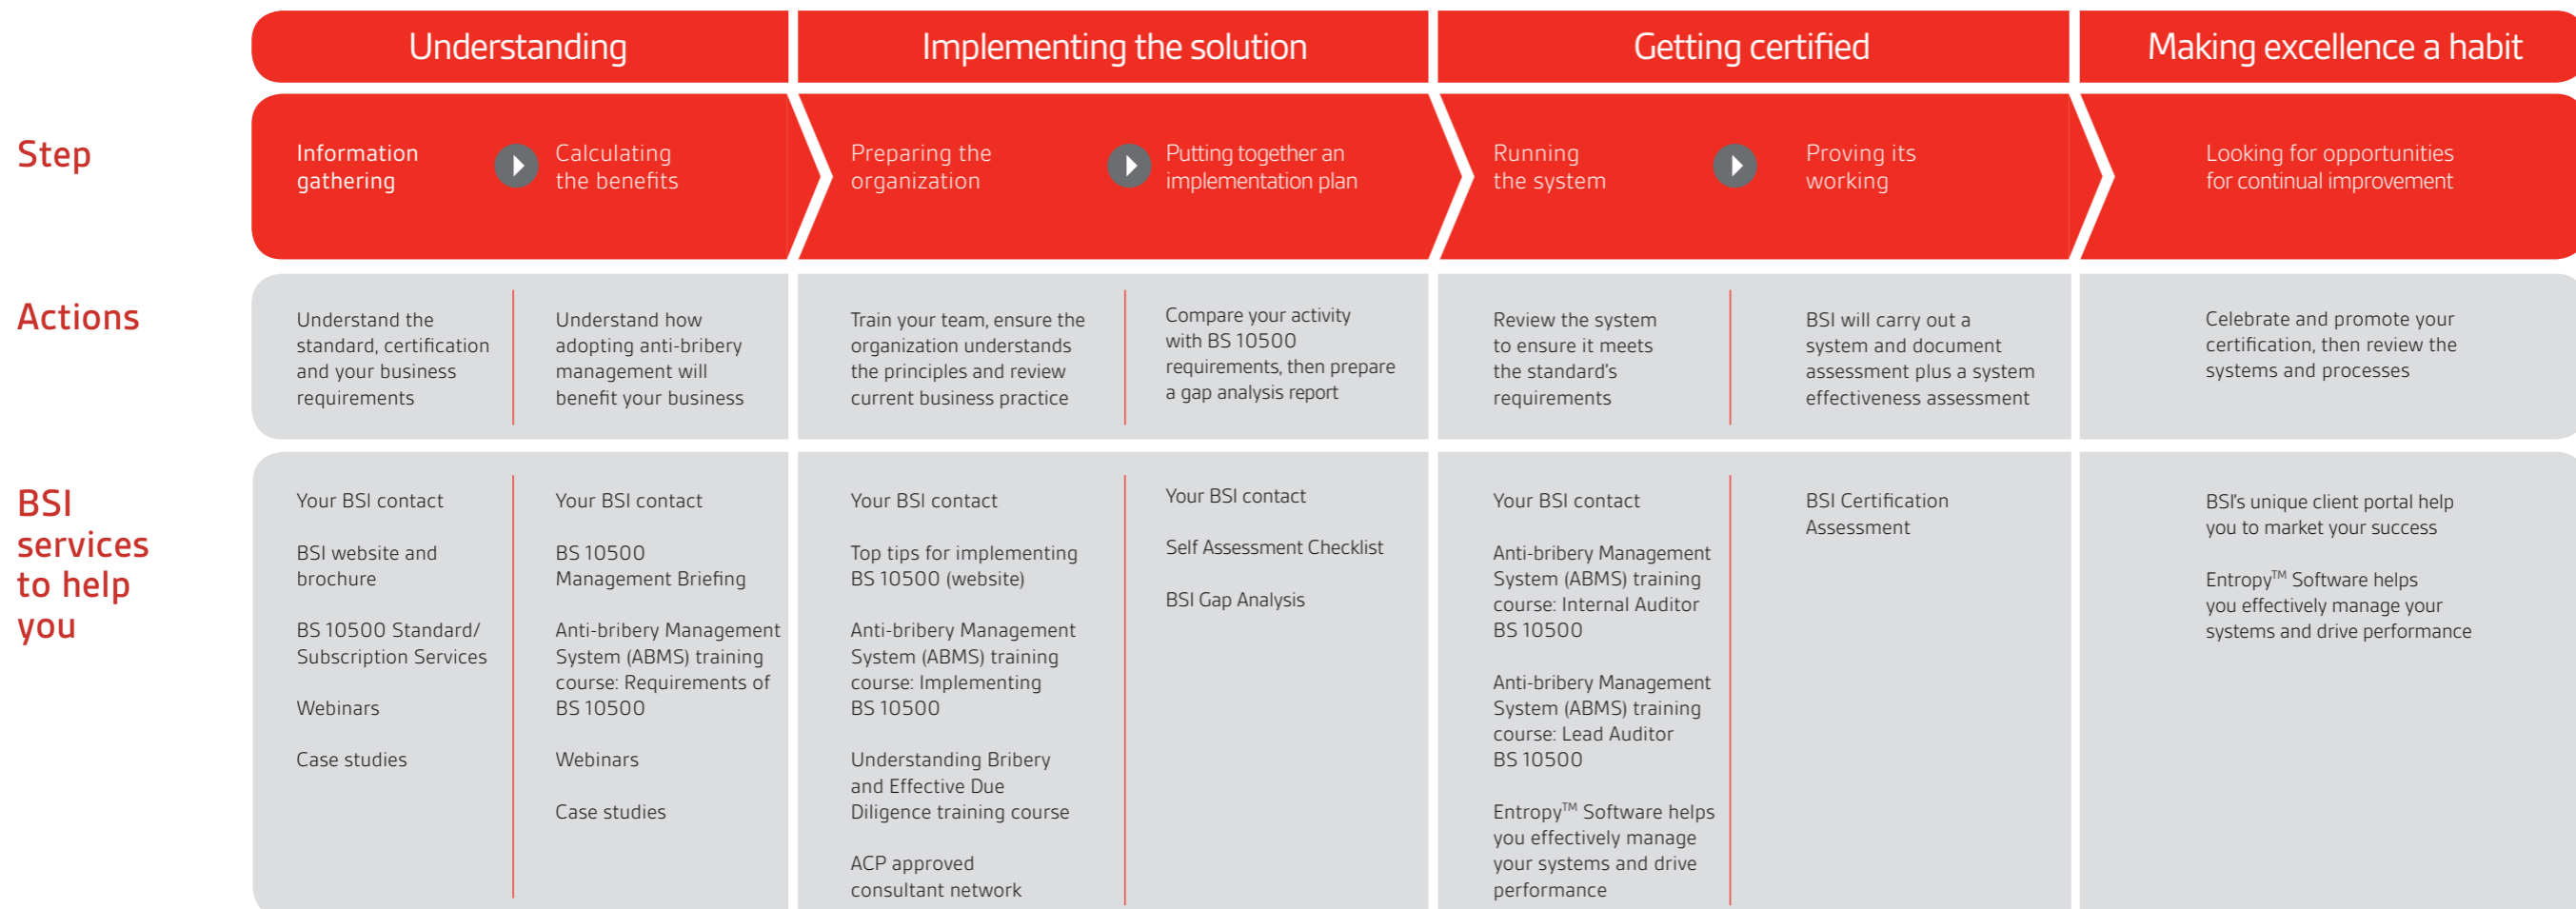 Understanding
Implementing the solution
Getting certified
Making excellence a habit
Step
Information
gathering
Calculating
the benefits
Preparing the
organization
Putting together an
implementation plan
Running
the system
Proving its
working
Looking for opportunities
for continual improvement
Actions
Understand the
standard, certification
and your business
requirements
Understand how
adopting anti-bribery
management will
benefit your business
Train your team, ensure the
organization understands
the principles and review
current business practice
Compare your activity
with BS 10500
requirements, then prepare
a gap analysis report
Review the system
to ensure it meets
the standard's
requirements
BSI will carry out a
system and document
assessment plus a system
effectiveness assessment
Celebrate and promote your
certification, then review the
systems and processes
BSI
services
to help
you
Your BSI contact
BSI website and
brochure
BS 10500 Standard/
Subscription Services
Webinars
Case studies
Your BSI contact
BS 10500
Management Briefing
Anti-bribery Management
System (ABMS) training
course: Requirements of
BS 10500
Webinars
Case studies
Your BSI contact
Top tips for implementing
BS 10500 (website)
Anti-bribery Management
System (ABMS) training
course: Implementing
BS 10500
Understanding Bribery
and Effective Due
Diligence training course
ACP approved
consultant network
Your BSI contact
Self Assessment Checklist
BSI Gap Analysis
Your BSI contact
Anti-bribery Management
System (ABMS) training
course: Internal Auditor
BS 10500
Anti-bribery Management
System (ABMS) training
course: Lead Auditor
BS 10500
Entropy™ Software helps
you effectively manage
your systems and drive
performance
BSI Certification
Assessment
BSI's unique client portal help
you to market your success
Entropy™ Software helps
you effectively manage your
systems and drive performance